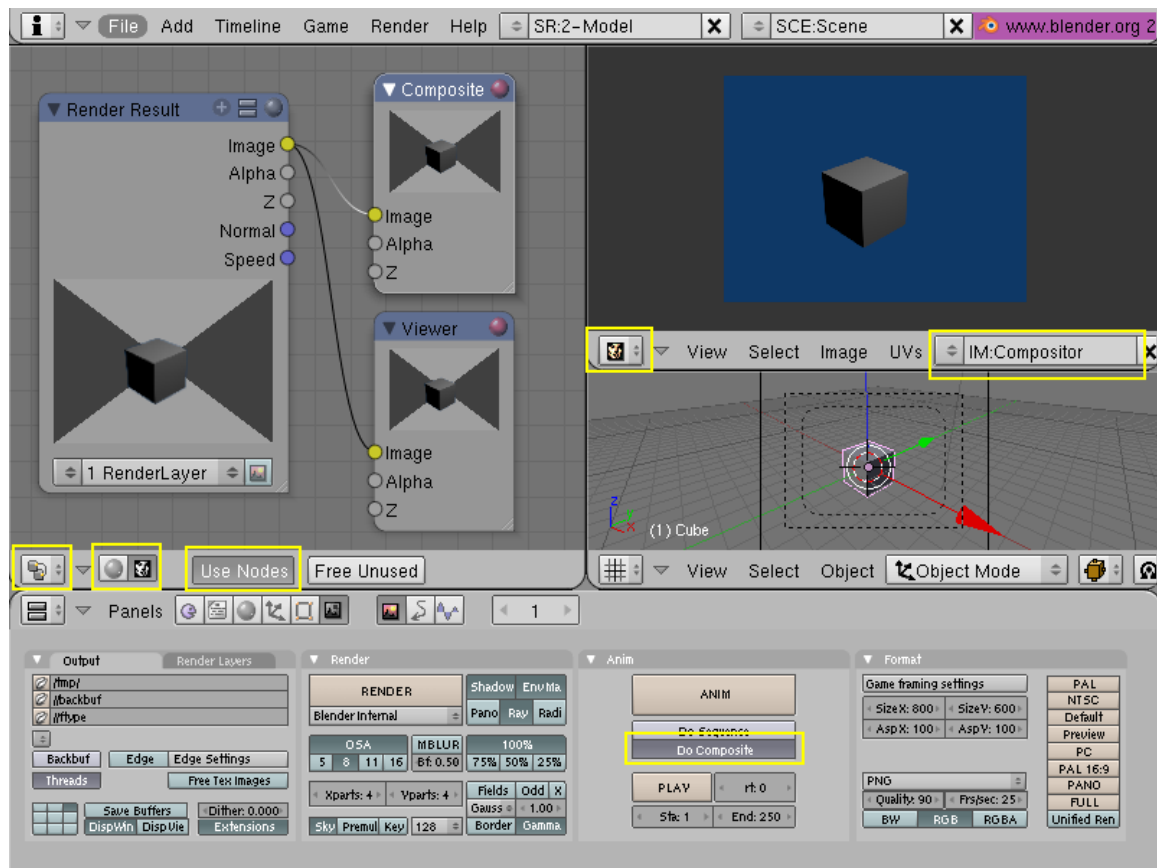 File Add Timeline Game Render Help SR:2-Model SCE:Scene www.blender.org 2
Render Result
Image
Alpha
Z
Normal
Speed
1 RenderLayer
Composite
Image
Alpha
Z
Viewer
Image
Alpha
Z
Use Nodes Free Unused
View Select Image UVs IM:Compositor
z
y
x
(1) Cube
View Select Object Object Mode
Panels 1
Output Render Layers
/tmp/
//backbuf
//ftype
Backbuf Edge Edge Settings
Threads Free Tex Images
Save Buffers Dither: 0.000
DispWin DispVie Extensions
Render
RENDER
Blender Internal
Shadow EnvMa
Pano Ray Radi
OSA MBLUR 100%
5 8 11 16 Bf: 0.50 75% 50% 25%
Xparts: 4 Yparts: 4 Fields Odd X
Gauss 1.00
Sky Premul Key 128 Border Gamma
Anim
ANIM
Do Sequence
Do Composite
PLAY rt: 0
Sta: 1 End: 250
Format
Game framing settings
SizeX: 800 SizeY: 600
AspX: 100 AspY: 100
PNG
Quality: 90 Frs/sec: 25
BW RGB RGBA
PAL
NTSC
Default
Preview
PC
PAL 16:9
PANO
FULL
Unified Ren